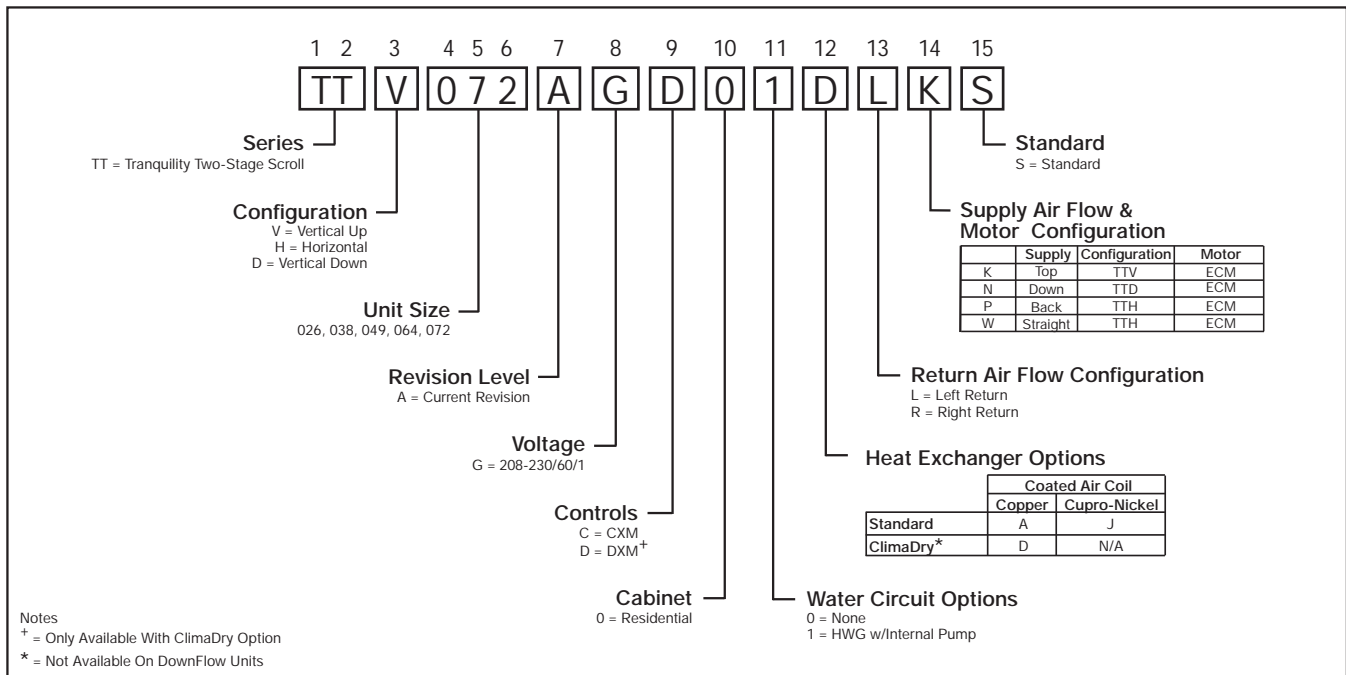 1 2 3 4 5 6 7 8 9 10 11 12 13 14 15
TT V 0 7 2 A G D 0 1 D L K S
Series
TT = Tranquility Two-Stage Scroll
Configuration
V = Vertical Up
H = Horizontal
D = Vertical Down
Unit Size
026, 038, 049, 064, 072
Revision Level
A = Current Revision
Voltage
G = 208-230/60/1
Controls
C = CXM
D = DXM+
Cabinet
0 = Residential
Standard
S = Standard
Supply Air Flow &
Motor Configuration
Supply Configuration Motor
K Top TTV ECM
N Down TTD ECM
P Back TTH ECM
W Straight TTH ECM
Return Air Flow Configuration
L = Left Return
R = Right Return
Heat Exchanger Options
Coated Air Coil
Copper Cupro-Nickel
Standard A J
ClimaDry* D N/A
Water Circuit Options
0 = None
1 = HWG w/Internal Pump
Notes
+ = Only Available With ClimaDry Option
* = Not Available On DownFlow Units